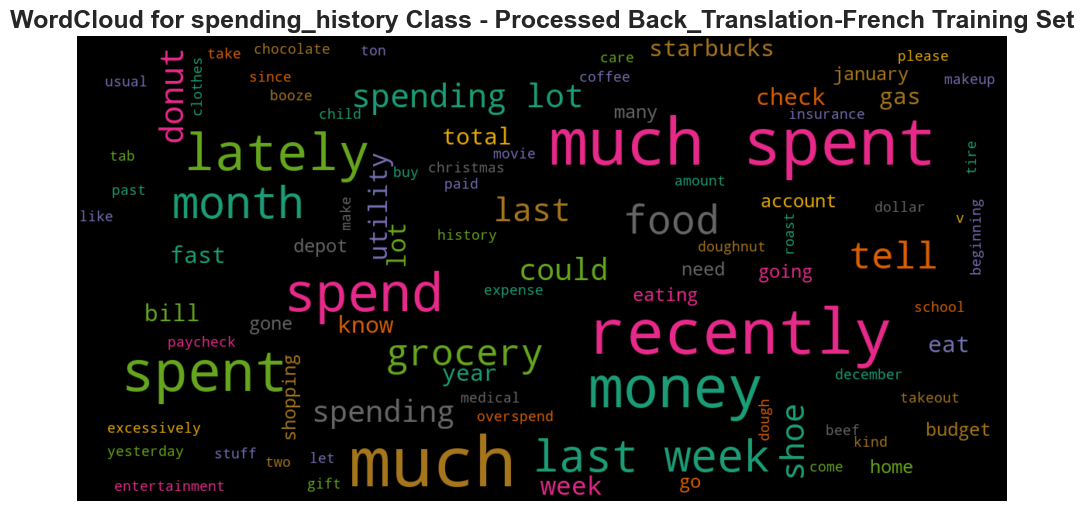 WordCloud for spending_history Class - Processed Back_Translation-French Training Set
take chocolate ton starbucks please
usual donut clothes since booze care coffee january makeup
spending lot check gas
child many insurance
lately total much spent
tab utility movie tire
buy christmas paid amount
past month last account dollar
like make food v
lot history roast beginning
fast depot doughnut tell
could need going
spend expense eating
bill school
gone know recently
paycheck grocery eat
spent year december
shopping money
medical takeout
spending overspend dough shoe
excessively beef budget
yesterday stuff two let much last week kind
come home
entertainment gift week go